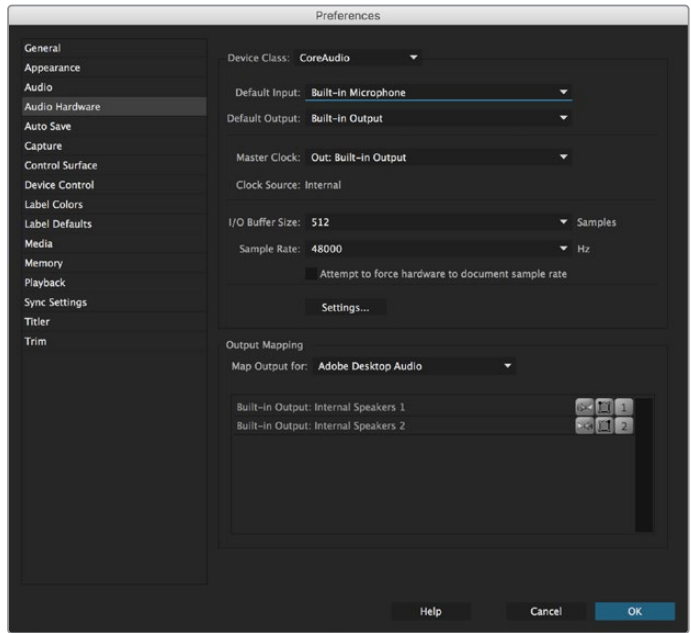 Preferences
General
Appearance
Audio
Audio Hardware
Auto Save
Capture
Control Surface
Device Control
Label Colors
Label Defaults
Media
Memory
Playback
Sync Settings
Titler
Trim
Device Class: CoreAudio
Default Input: Built-in Microphone
Default Output: Built-in Output
Master Clock: Out: Built-in Output
Clock Source: Internal
I/O Buffer Size: 512 Samples
Sample Rate: 48000 Hz
Attempt to force hardware to document sample rate
Settings...
Output Mapping
Map Output for: Adobe Desktop Audio
Built-in Output: Internal Speakers 1 1
Built-in Output: Internal Speakers 2 2
Help Cancel OK